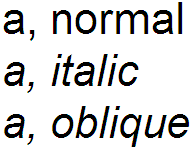 a, normal
a, italic
a, oblique